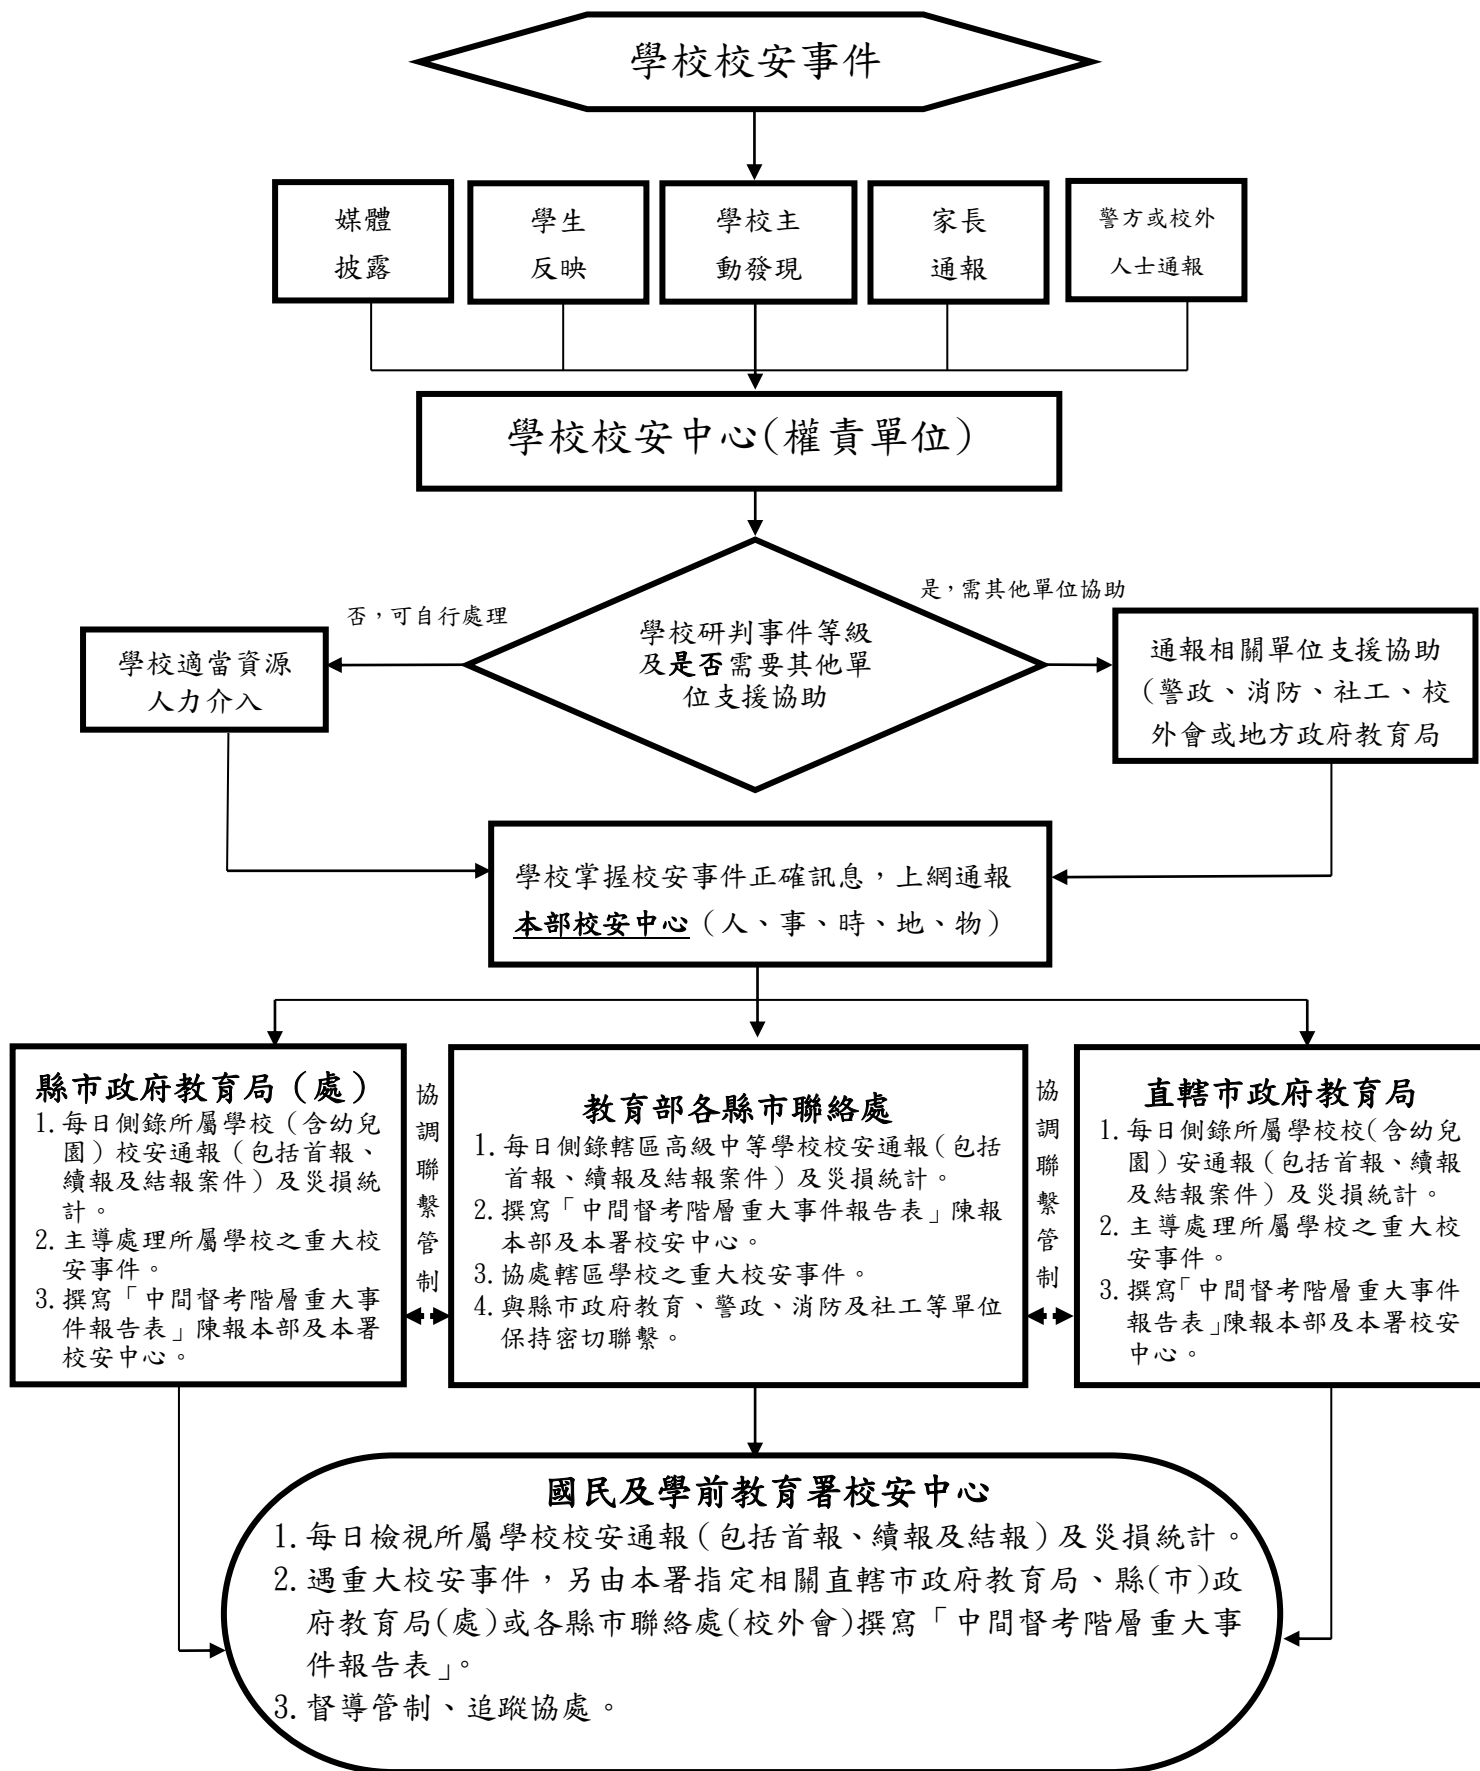 學校校安事件
媒體
披露
學生
反映
學校主
動發現
家長
通報
警方或校外
人士通報
學校校安中心(權責單位)
否，可自行處理
是，需其他單位協助
學校適當資源
人力介入
學校研判事件等級
及是否需要其他單
位支援協助
通報相關單位支援協助
（警政、消防、社工、校
外會或地方政府教育局
學校掌握校安事件正確訊息，上網通報
本部校安中心（人、事、時、地、物）
縣市政府教育局（處）
1.每日側錄所屬學校（含幼兒
園）校安通報（包括首報、
續報及結報案件）及災損統
計。
2.主導處理所屬學校之重大校
安事件。
3.撰寫「中間督考階層重大事
件報告表」陳報本部及本署
校安中心。
協
調
聯
繫
管
制
教育部各縣市聯絡處
1.每日側錄轄區高級中等學校校安通報（包括
首報、續報及結報案件）及災損統計。
2.撰寫「中間督考階層重大事件報告表」陳報
本部及本署校安中心。
3.協處轄區學校之重大校安事件。
4.與縣市政府教育、警政、消防及社工等單位
保持密切聯繫。
協
調
聯
繫
管
制
直轄市政府教育局
1.每日側錄所屬學校校(含幼兒
園）安通報（包括首報、續報
及結報案件）及災損統計。
2.主導處理所屬學校之重大校
安事件。
3.撰寫「中間督考階層重大事件
報告表」陳報本部及本署校安
中心。
國民及學前教育署校安中心
1.每日檢視所屬學校校安通報（包括首報、續報及結報）及災損統計。
2.遇重大校安事件，另由本署指定相關直轄市政府教育局、縣(市)政
府教育局(處)或各縣市聯絡處(校外會)撰寫「中間督考階層重大事
件報告表」。
3.督導管制、追蹤協處。